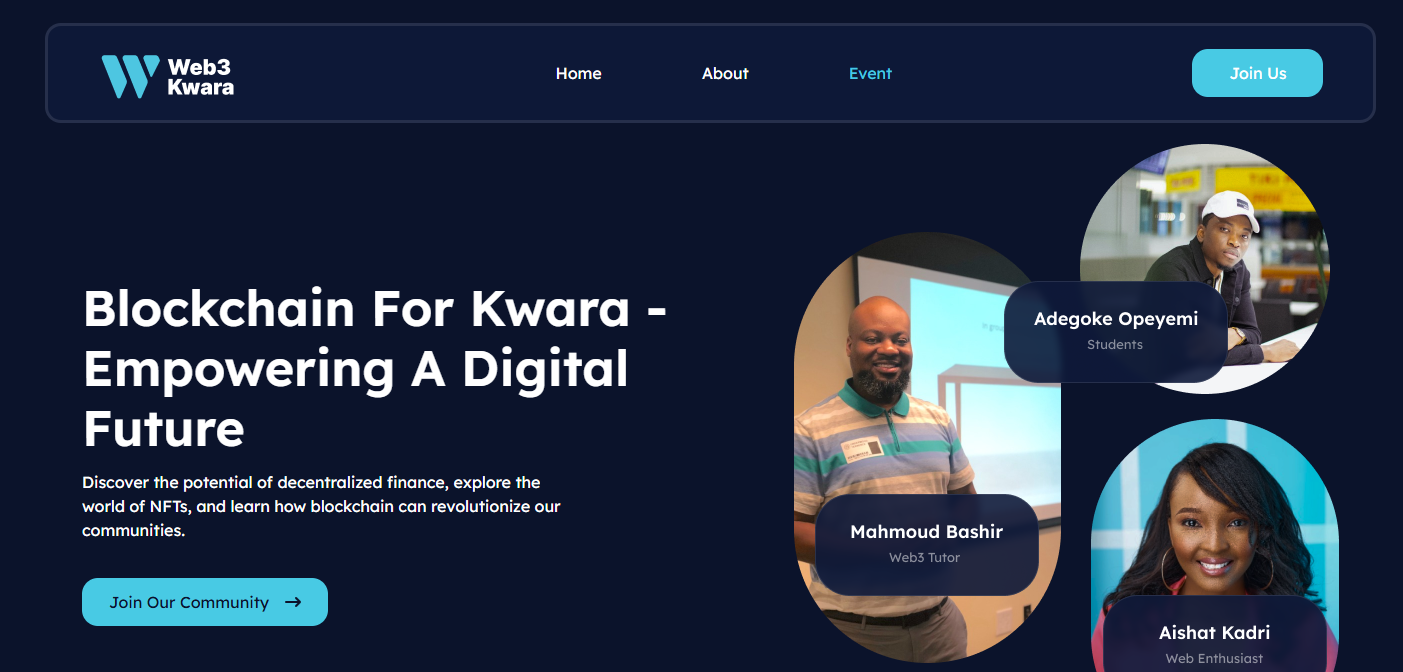 Web3
Kwara
Home
About
Event
Join Us
Blockchain For Kwara -
Empowering A Digital
Future
Discover the potential of decentralized finance, explore the
world of NFTs, and learn how blockchain can revolutionize our
communities.
Join Our Community →
Adegoke Opeyemi
Students
Mahmoud Bashir
Web3 Tutor
Aishat Kadri
Web Enthusiast